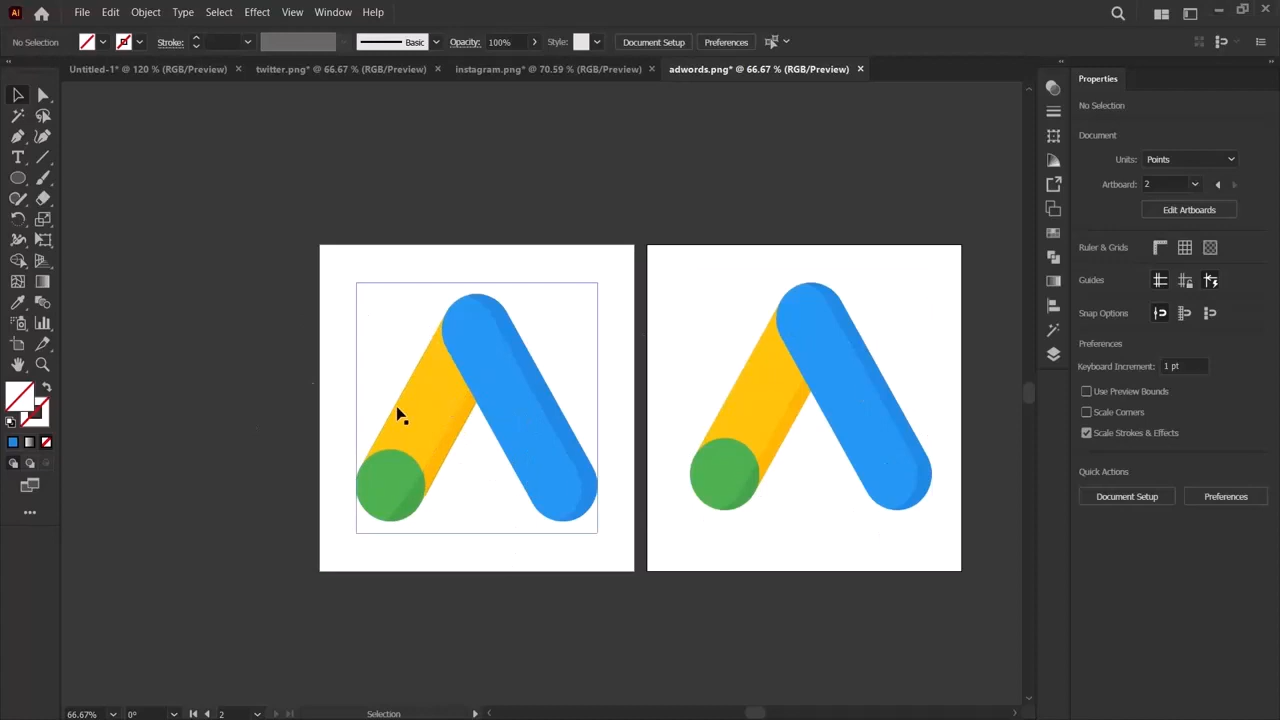 Ai File Edit Object Type Select Effect View Window Help
No Selection Stroke: Basic Opacity: 100% Style: Document Setup Preferences
Untitled-1* @ 120 % (RGB/Preview) twitter.png* @ 66.67 % (RGB/Preview) instagram.png* @ 70.59 % (RGB/Preview) adwords.png* @ 66.67 % (RGB/Preview)
Properties
No Selection
Document
Units: Points
Artboard: 2
Edit Artboards
Ruler & Grids
Guides
Snap Options
Preferences
Keyboard Increment: 1 pt
Use Preview Bounds
Scale Corners
Scale Strokes & Effects
Quick Actions
Document Setup Preferences
66.67% 0° 2 Selection